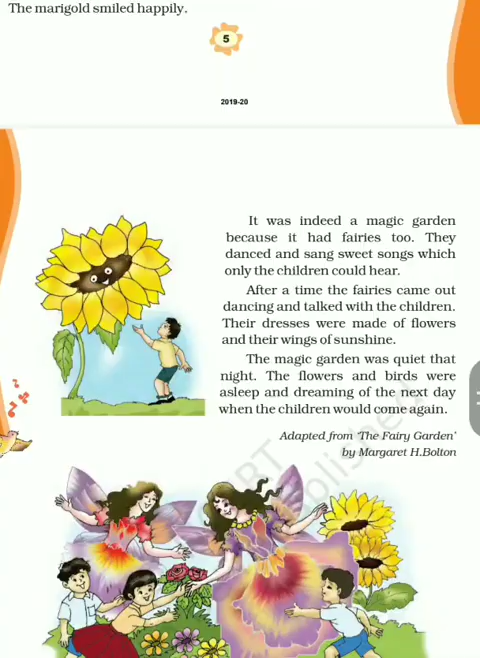 The marigold smiled happily.
5
2019-20
It was indeed a magic garden
because it had fairies too. They
danced and sang sweet songs which
only the children could hear.
After a time the fairies came out
dancing and talked with the children.
Their dresses were made of flowers
and their wings of sunshine.
The magic garden was quiet that
night. The flowers and birds were
asleep and dreaming of the next day
when the children would come again.
Adapted from 'The Fairy Garden'
by Margaret H.Bolton